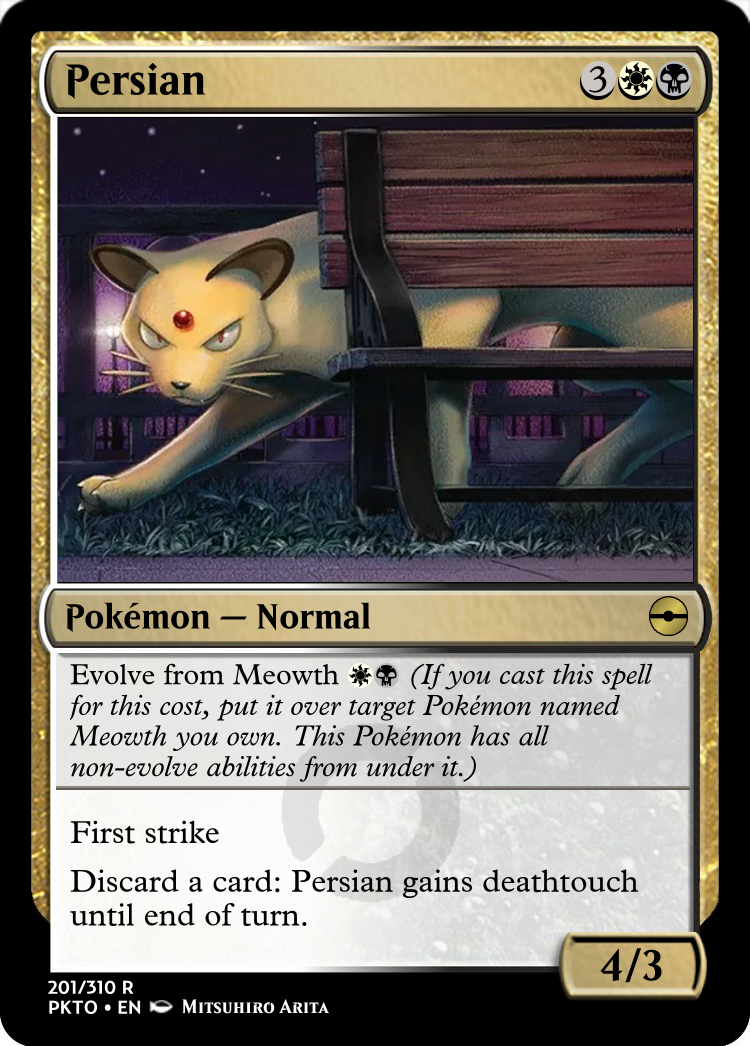 Persian 3
Pokémon — Normal
Evolve from Meowth (If you cast this spell
for this cost, put it over target Pokémon named
Meowth you own. This Pokémon has all
non-evolve abilities from under it.)
First strike
Discard a card: Persian gains deathtouch
until end of turn.
4/3
201/310 R
PKTO • EN Mitsuhiro Arita